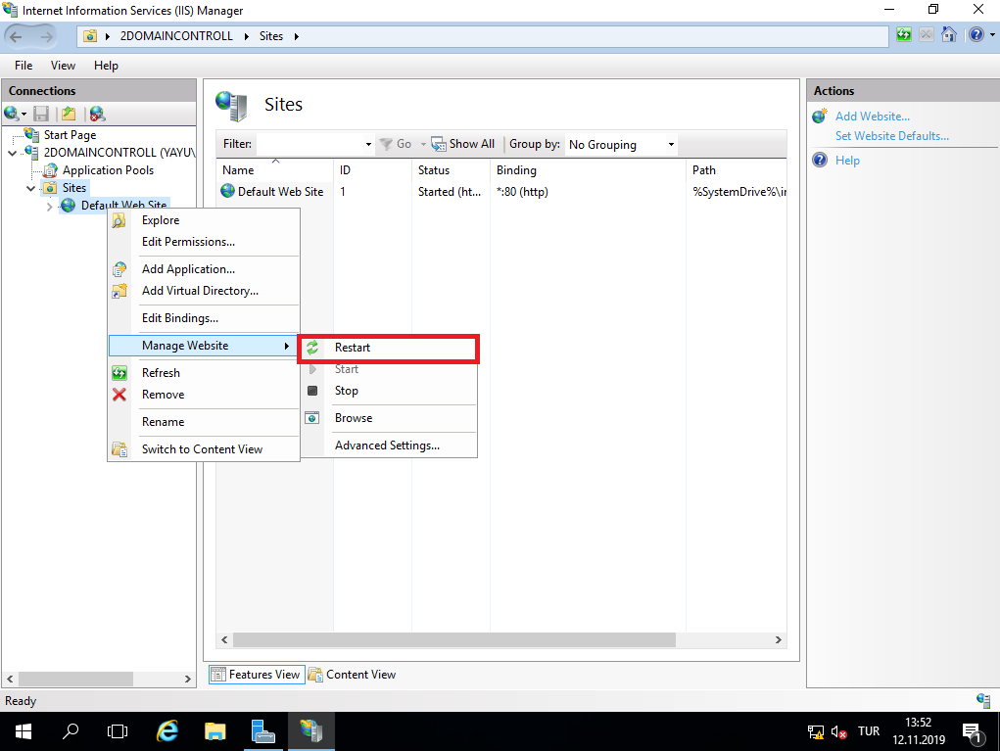 Internet Information Services (IIS) Manager
2DOMAINCONTROLL
Sites
File
View
Help
Connections
Start Page
2DOMAINCONTROLL (YAYU\
Application Pools
Sites
Default Web Site
Explore
Edit Permissions...
Add Application...
Add Virtual Directory...
Edit Bindings...
Manage Website
Refresh
Remove
Rename
Switch to Content View
Restart
Start
Stop
Browse
Advanced Settings...
Sites
Filter:
Go
Show All
Group by:
No Grouping
Name
ID
Status
Binding
Path
Default Web Site
1
Started (ht...
*:80 (http)
%SystemDrive%\in
Features View
Content View
Actions
Add Website...
Set Website Defaults...
Help
Ready
TUR
13:52
12.11.2019
1